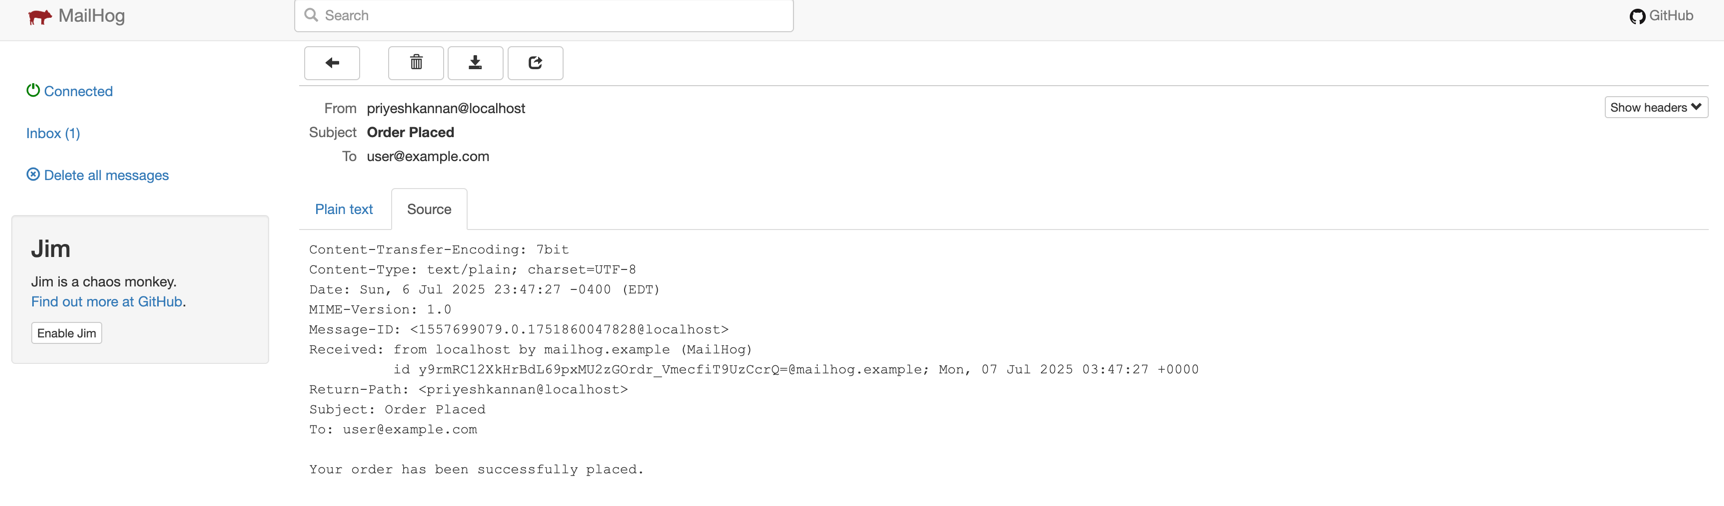 MailHog
Search
GitHub
Connected
Inbox (1)
Delete all messages
Jim
Jim is a chaos monkey.
Find out more at GitHub.
Enable Jim
From priyeshkannan@localhost
Show headers
Subject Order Placed
To user@example.com
Plain text Source
Content-Transfer-Encoding: 7bit
Content-Type: text/plain; charset=UTF-8
Date: Sun, 6 Jul 2025 23:47:27 -0400 (EDT)
MIME-Version: 1.0
Message-ID: <1557699079.0.1751860047828@localhost>
Received: from localhost by mailhog.example (MailHog)
id y9rmRC12XkHrBdL69pxMU2zGOrdr_VmecfiT9UzCcrQ=@mailhog.example; Mon, 07 Jul 2025 03:47:27 +0000
Return-Path: <priyeshkannan@localhost>
Subject: Order Placed
To: user@example.com
Your order has been successfully placed.